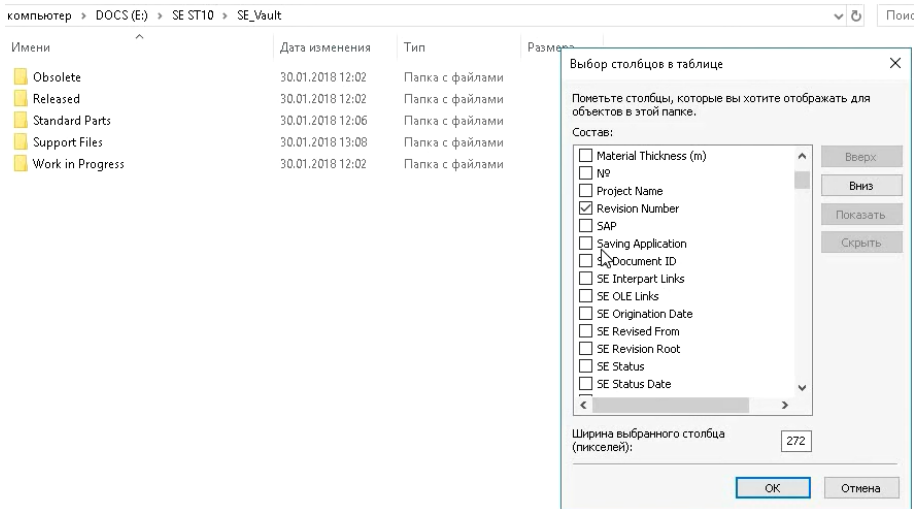 компьютер > DOCS (E:) > SE ST10 > SE_Vault
Имени Дата изменения Тип Размер
Obsolete 30.01.2018 12:02 Папка с файлами
Released 30.01.2018 12:02 Папка с файлами
Standard Parts 30.01.2018 12:06 Папка с файлами
Support Files 30.01.2018 13:08 Папка с файлами
Work in Progress 30.01.2018 12:02 Папка с файлами
Выбор столбцов в таблице
Пометьте столбцы, которые вы хотите отображать для
объектов в этой папке.
Состав:
Material Thickness (m)
№
Project Name
Revision Number
SAP
Saving Application
SE Document ID
SE Interpart Links
SE OLE Links
SE Origination Date
SE Revised From
SE Revision Root
SE Status
SE Status Date
Вверх
Вниз
Показать
Скрыть
Ширина выбранного столбца
(пикселей): 272
ОК Отмена